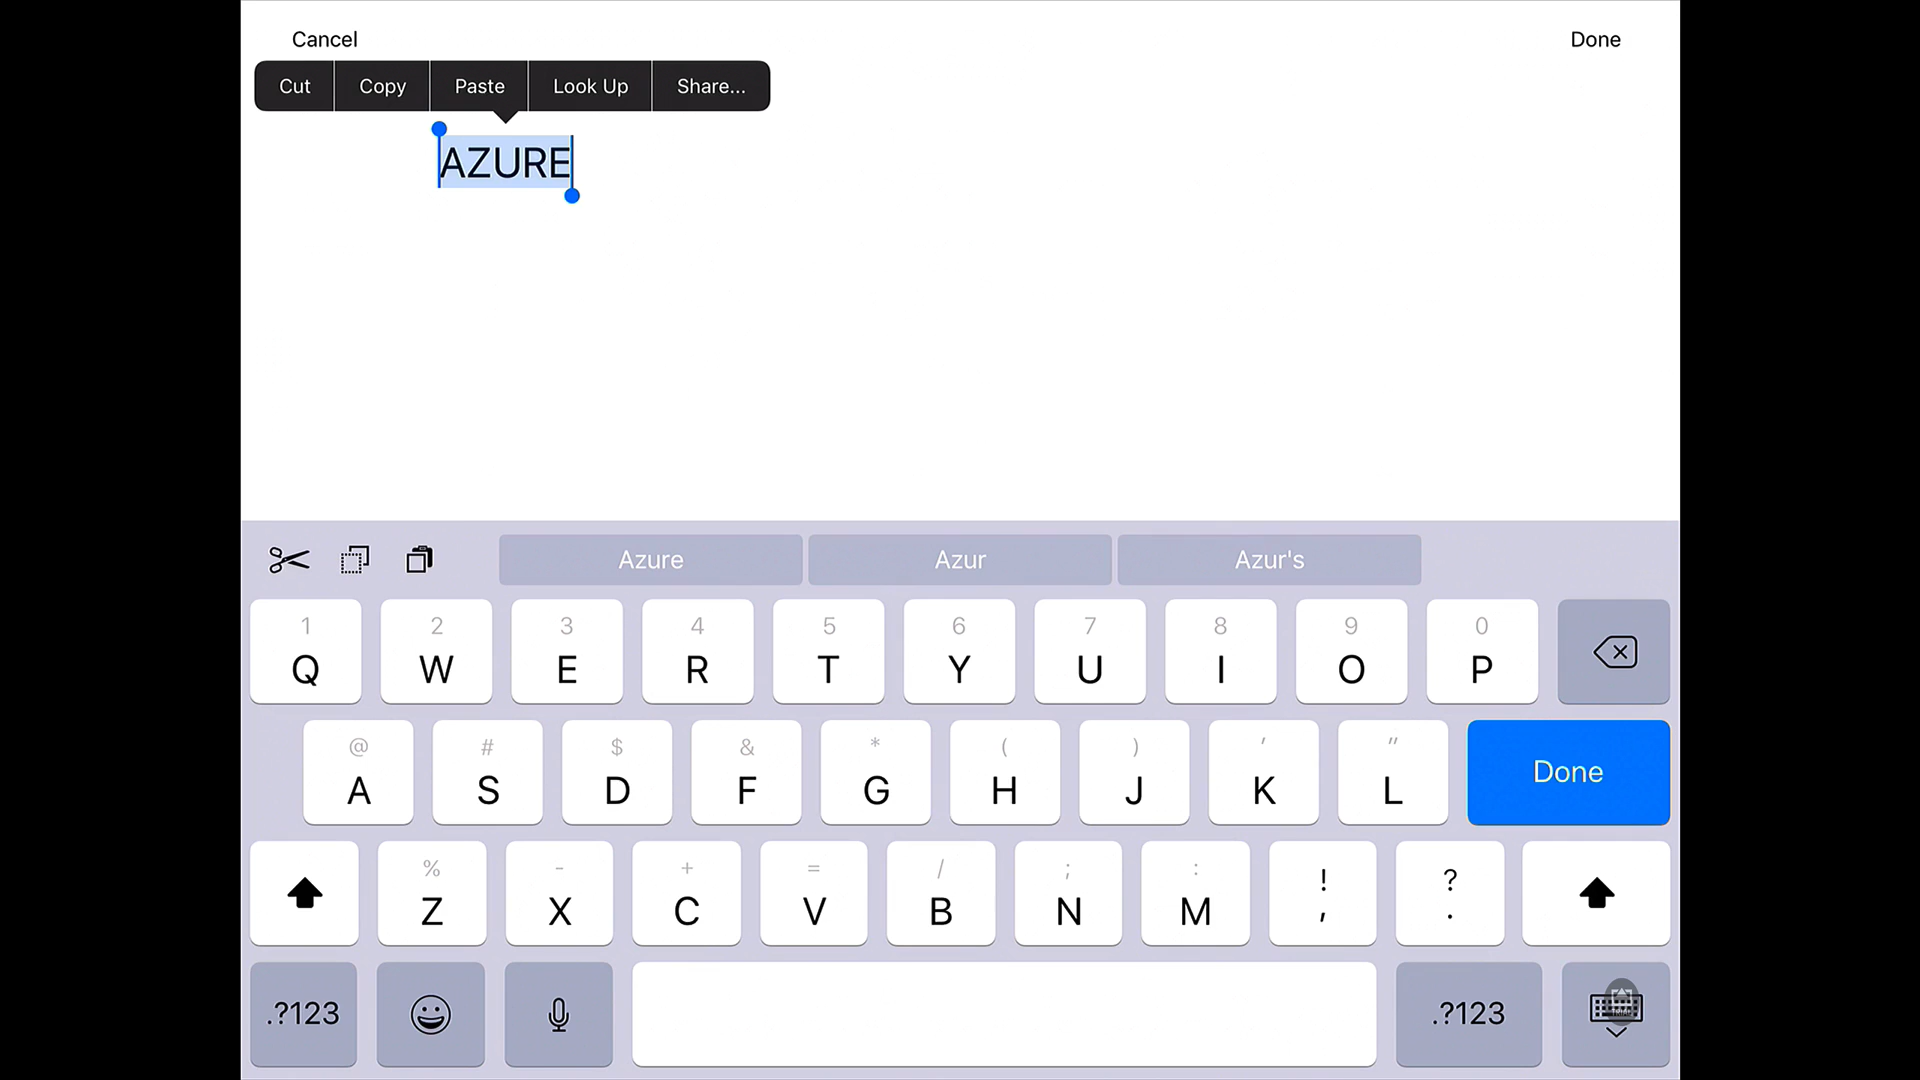 Cancel Done
Cut Copy Paste Look Up Share...
AZURE
Azure Azur Azur's
1 2 3 4 5 6 7 8 9 0
Q W E R T Y U I O P
@ # $ & * ( ) ' "
A S D F G H J K L Done
% - + = / ; : ! ?
Z X C V B N M , .
.?123 .?123